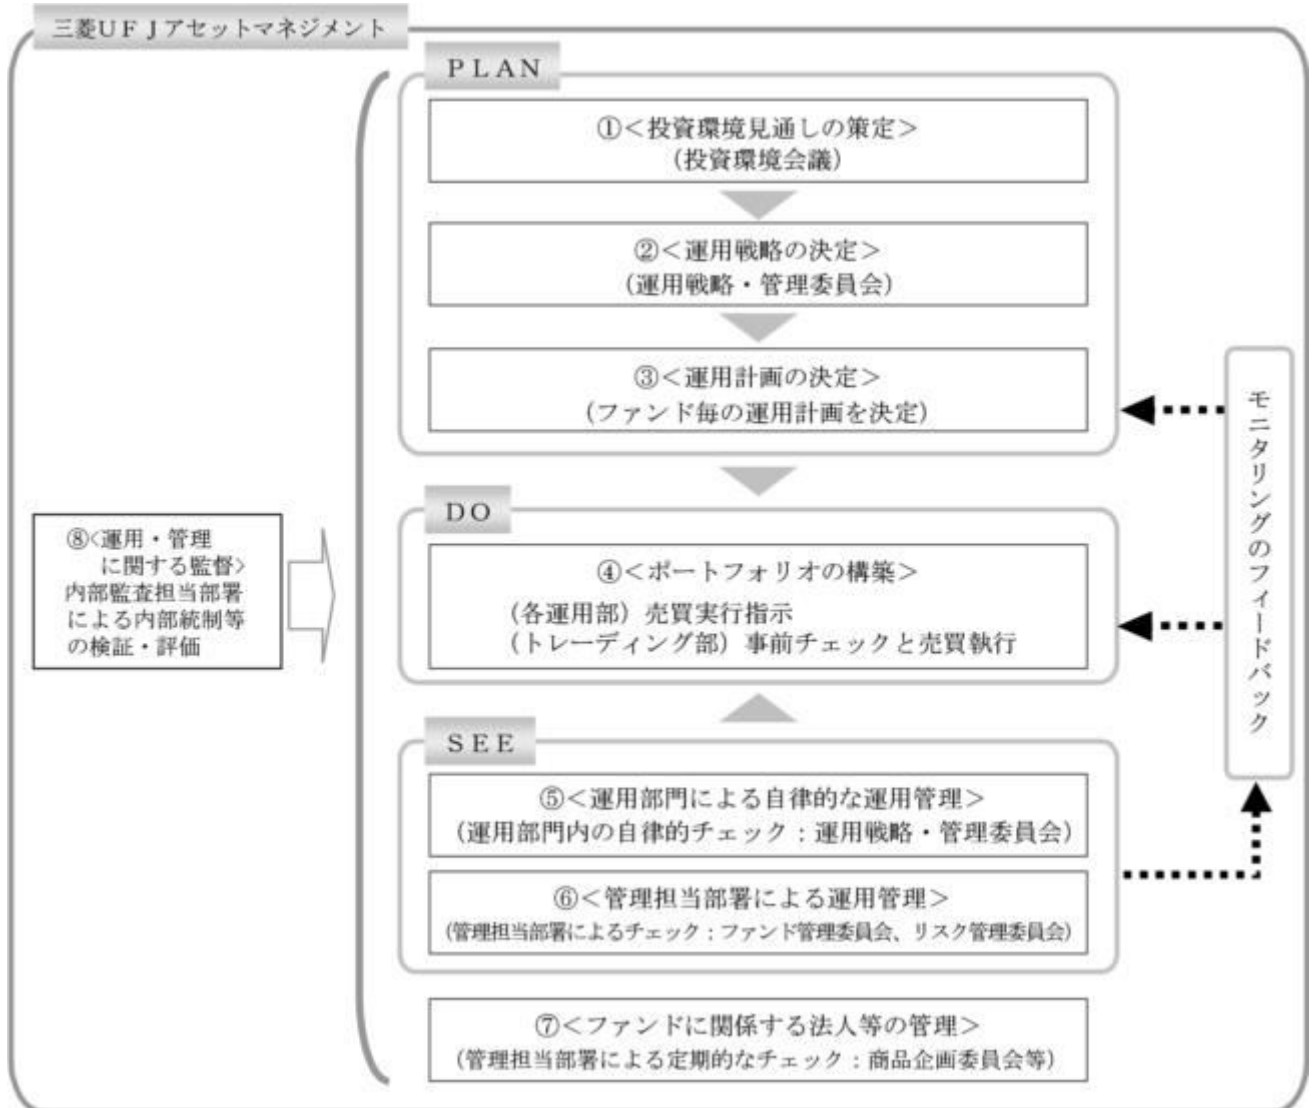 三菱UFJアセットマネジメント
PLAN
①<投資環境見通しの策定>
(投資環境会議)
②<運用戦略の決定>
(運用戦略・管理委員会)
③<運用計画の決定>
(ファンド毎の運用計画を決定)
DO
④<ポートフォリオの構築>
(各運用部)売買実行指示
(トレーディング部)事前チェックと売買執行
SEE
⑤<運用部門による自律的な運用管理>
(運用部門内の自律的チェック:運用戦略・管理委員会)
⑥<管理担当部署による運用管理>
(管理担当部署によるチェック:ファンド管理委員会、リスク管理委員会)
⑦<ファンドに関係する法人等の管理>
(管理担当部署による定期的なチェック:商品企画委員会等)
⑧<運用・管理
に関する監督>
内部監査担当部署
による内部統制等
の検証・評価
モニタリングのフィードバック